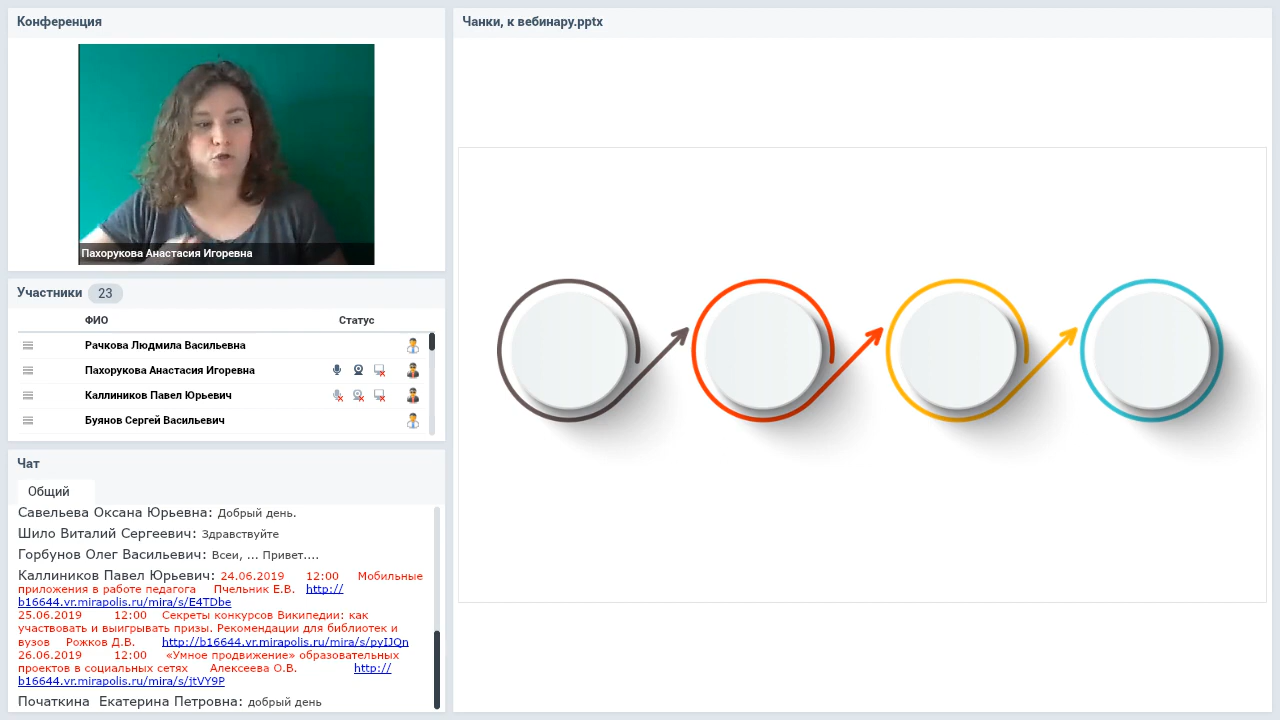 Конференция
Пахорукова Анастасия Игоревна
Участники 23
ФИО Статус
Рачкова Людмила Васильевна
Пахорукова Анастасия Игоревна
Каллиников Павел Юрьевич
Буянов Сергей Васильевич
Чат
Общий
Савельева Оксана Юрьевна: Добрый день.
Шило Виталий Сергеевич: Здравствуйте
Горбунов Олег Васильевич: Всеи, ... Привет....
Каллиников Павел Юрьевич: 24.06.2019 12:00 Мобильные
приложения в работе педагога Пчельник Е.В. http://
b16644.vr.mirapolis.ru/mira/s/E4TDbe
25.06.2019 12:00 Секреты конкурсов Википедии: как
участвовать и выигрывать призы. Рекомендации для библиотек и
вузов Рожков Д.В. http://b16644.vr.mirapolis.ru/mira/s/pyIJQn
26.06.2019 12:00 «Умное продвижение» образовательных
проектов в социальных сетях Алексеева О.В. http://
b16644.vr.mirapolis.ru/mira/s/jtVY9P
Початкина Екатерина Петровна: добрый день
Чанки, к вебинару.pptx